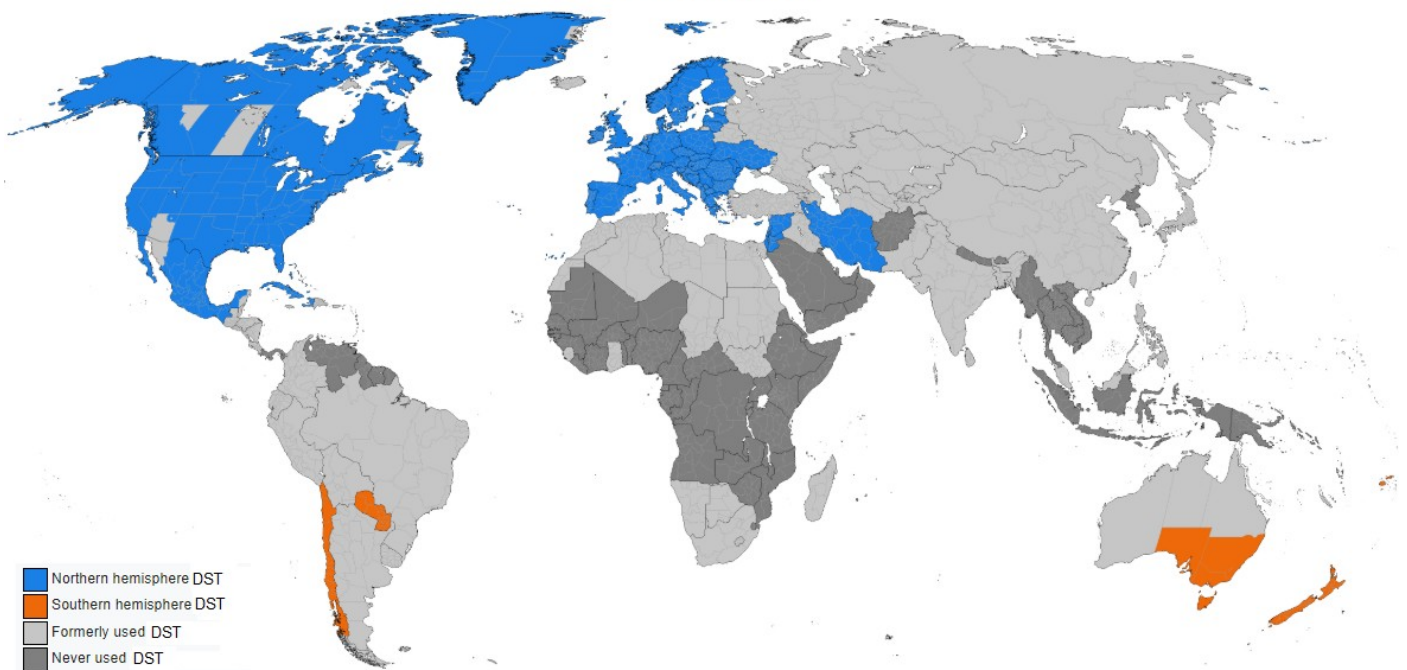 Northern hemisphere DST
Southern hemisphere DST
Formerly used DST
Never used DST